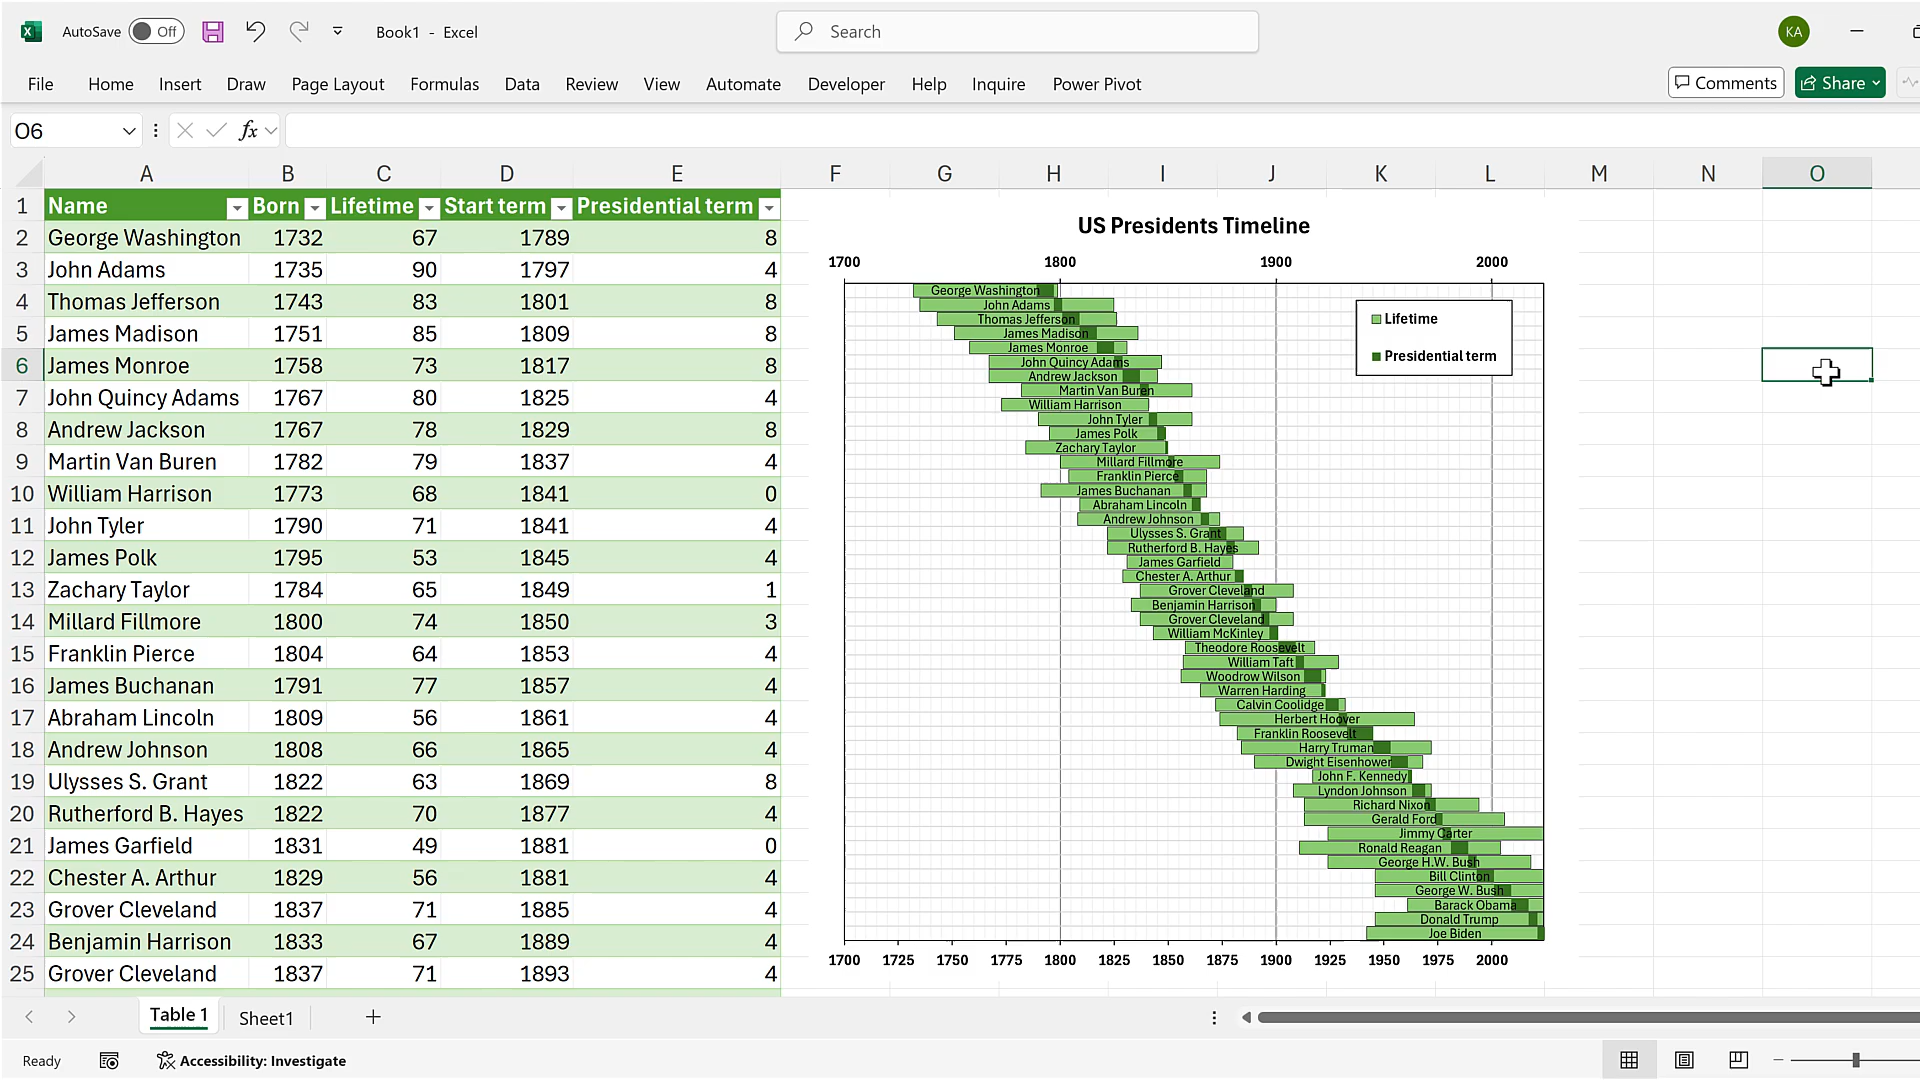 AutoSave Off Book1 - Excel Search KA
File Home Insert Draw Page Layout Formulas Data Review View Automate Developer Help Inquire Power Pivot Comments Share
O6 fx
A B C D E F G H I J K L M N O
1 Name Born Lifetime Start term Presidential term
2 George Washington 1732 67 1789 8
3 John Adams 1735 90 1797 4
4 Thomas Jefferson 1743 83 1801 8
5 James Madison 1751 85 1809 8
6 James Monroe 1758 73 1817 8
7 John Quincy Adams 1767 80 1825 4
8 Andrew Jackson 1767 78 1829 8
9 Martin Van Buren 1782 79 1837 4
10 William Harrison 1773 68 1841 0
11 John Tyler 1790 71 1841 4
12 James Polk 1795 53 1845 4
13 Zachary Taylor 1784 65 1849 1
14 Millard Fillmore 1800 74 1850 3
15 Franklin Pierce 1804 64 1853 4
16 James Buchanan 1791 77 1857 4
17 Abraham Lincoln 1809 56 1861 4
18 Andrew Johnson 1808 66 1865 4
19 Ulysses S. Grant 1822 63 1869 8
20 Rutherford B. Hayes 1822 70 1877 4
21 James Garfield 1831 49 1881 0
22 Chester A. Arthur 1829 56 1881 4
23 Grover Cleveland 1837 71 1885 4
24 Benjamin Harrison 1833 67 1889 4
25 Grover Cleveland 1837 71 1893 4
US Presidents Timeline
1700 1800 1900 2000
Lifetime
Presidential term
George Washington
John Adams
Thomas Jefferson
James Madison
James Monroe
John Quincy Adams
Andrew Jackson
Martin Van Buren
William Harrison
John Tyler
James Polk
Zachary Taylor
Millard Fillmore
Franklin Pierce
James Buchanan
Abraham Lincoln
Andrew Johnson
Ulysses S. Grant
Rutherford B. Hayes
James Garfield
Chester A. Arthur
Grover Cleveland
Benjamin Harrison
Grover Cleveland
William McKinley
Theodore Roosevelt
William Taft
Woodrow Wilson
Warren Harding
Calvin Coolidge
Herbert Hoover
Franklin Roosevelt
Harry Truman
Dwight Eisenhower
John F. Kennedy
Lyndon Johnson
Richard Nixon
Gerald Ford
Jimmy Carter
Ronald Reagan
George H.W. Bush
Bill Clinton
George W. Bush
Barack Obama
Donald Trump
Joe Biden
1700 1725 1750 1775 1800 1825 1850 1875 1900 1925 1950 1975 2000
Table 1 Sheet1
Ready Accessibility: Investigate